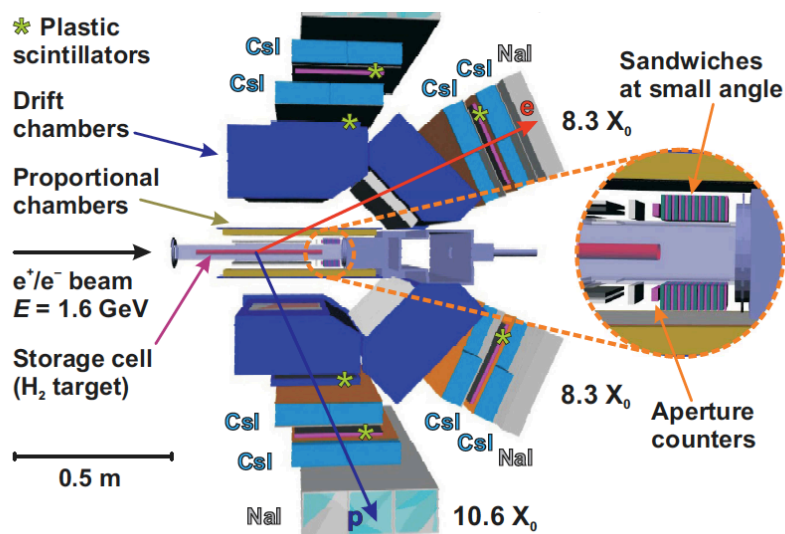 * Plastic
scintillators
Drift
chambers
Proportional
chambers
e⁺/e⁻ beam
E = 1.6 GeV
Storage cell
(H₂ target)
0.5 m
CsI
CsI
NaI
CsI
CsI
e
8.3 X₀
Sandwiches
at small angle
8.3 X₀
Aperture
counters
CsI
CsI
NaI
CsI
CsI
NaI
p
10.6 X₀